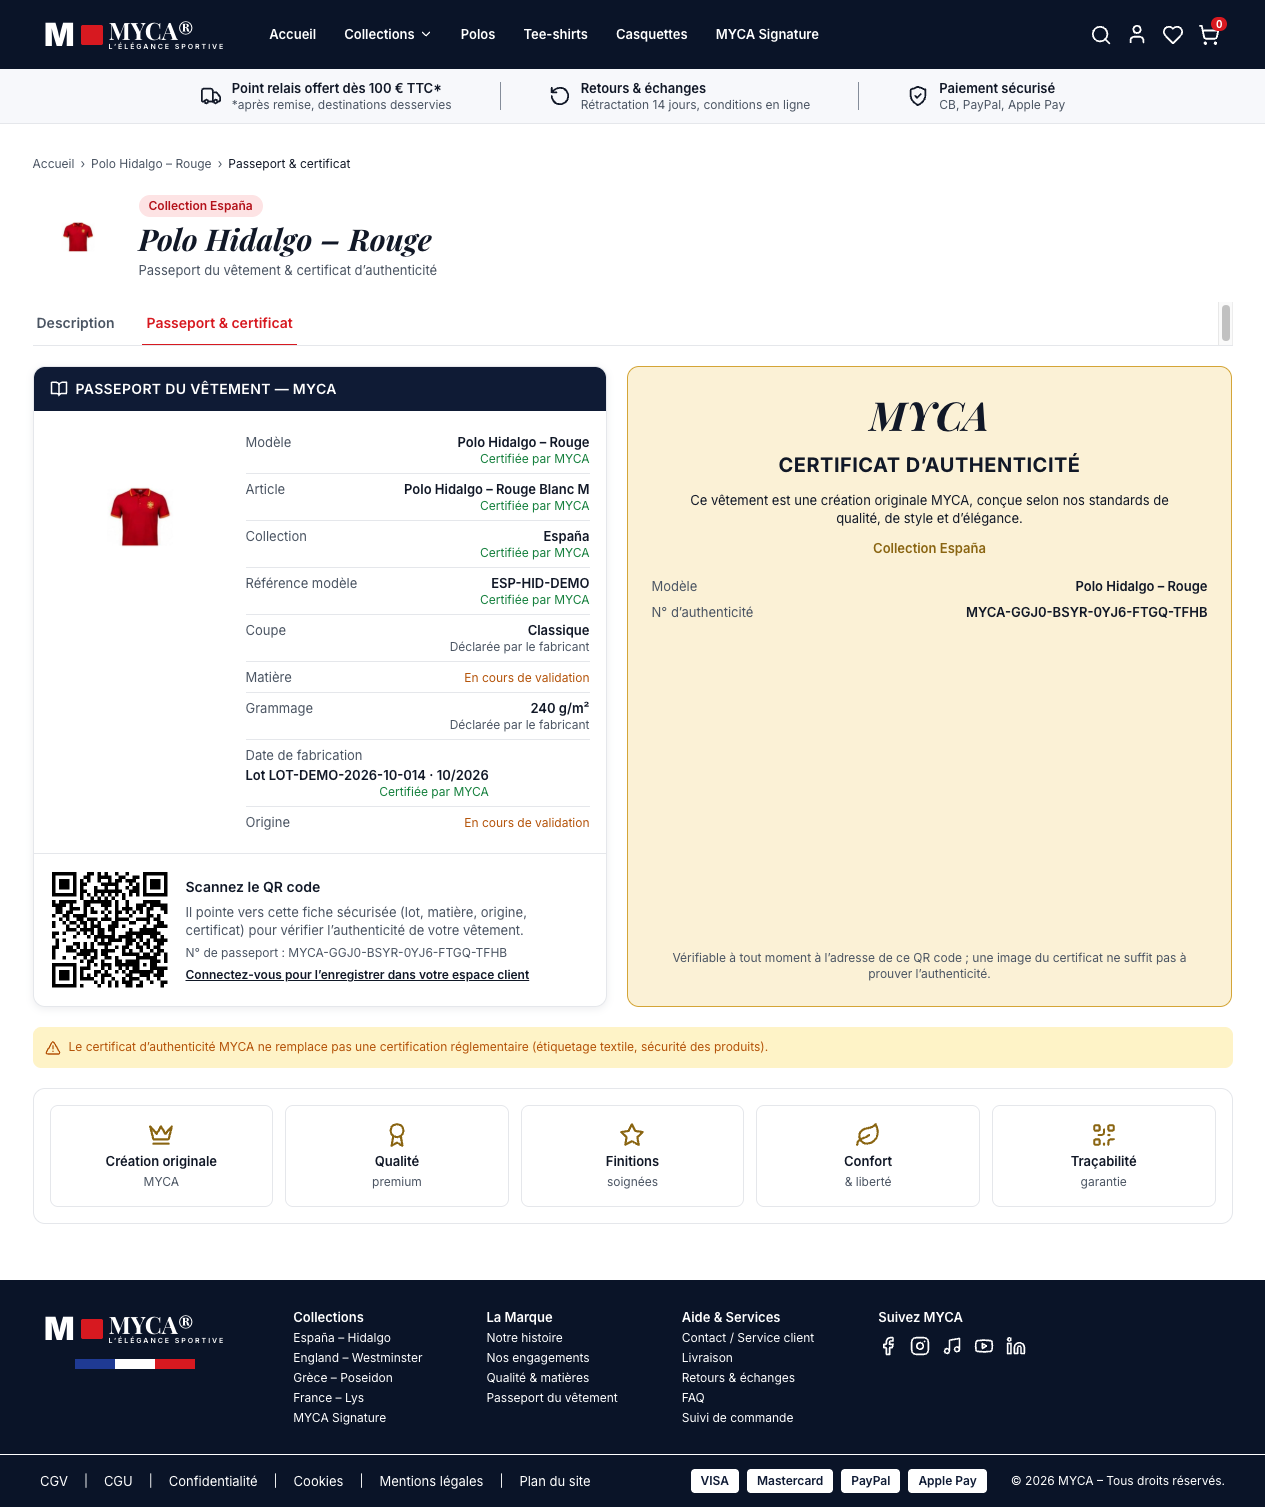 M MYCA®
L'ÉLÉGANCE SPORTIVE
Accueil Collections Polos Tee-shirts Casquettes MYCA Signature
0
Point relais offert dès 100 € TTC*
*après remise, destinations desservies
Retours & échanges
Rétractation 14 jours, conditions en ligne
Paiement sécurisé
CB, PayPal, Apple Pay
Accueil › Polo Hidalgo – Rouge › Passeport & certificat
Collection España
Polo Hidalgo – Rouge
Passeport du vêtement & certificat d’authenticité
Description Passeport & certificat
PASSEPORT DU VÊTEMENT — MYCA
Modèle Polo Hidalgo – Rouge
Certifiée par MYCA
Article Polo Hidalgo – Rouge Blanc M
Certifiée par MYCA
Collection España
Certifiée par MYCA
Référence modèle ESP-HID-DEMO
Certifiée par MYCA
Coupe Classique
Déclarée par le fabricant
Matière En cours de validation
Grammage 240 g/m²
Déclarée par le fabricant
Date de fabrication
Lot LOT-DEMO-2026-10-014 · 10/2026
Certifiée par MYCA
Origine En cours de validation
Scannez le QR code
Il pointe vers cette fiche sécurisée (lot, matière, origine,
certificat) pour vérifier l’authenticité de votre vêtement.
N° de passeport : MYCA-GGJ0-BSYR-0YJ6-FTGQ-TFHB
Connectez-vous pour l’enregistrer dans votre espace client
MYCA
CERTIFICAT D’AUTHENTICITÉ
Ce vêtement est une création originale MYCA, conçue selon nos standards de
qualité, de style et d’élégance.
Collection España
Modèle Polo Hidalgo – Rouge
N° d’authenticité MYCA-GGJ0-BSYR-0YJ6-FTGQ-TFHB
Vérifiable à tout moment à l’adresse de ce QR code ; une image du certificat ne suffit pas à
prouver l’authenticité.
Le certificat d’authenticité MYCA ne remplace pas une certification réglementaire (étiquetage textile, sécurité des produits).
Création originale
MYCA
Qualité
premium
Finitions
soignées
Confort
& liberté
Traçabilité
garantie
M MYCA®
L'ÉLÉGANCE SPORTIVE
Collections
España – Hidalgo
England – Westminster
Grèce – Poseidon
France – Lys
MYCA Signature
La Marque
Notre histoire
Nos engagements
Qualité & matières
Passeport du vêtement
Aide & Services
Contact / Service client
Livraison
Retours & échanges
FAQ
Suivi de commande
Suivez MYCA
CGV | CGU | Confidentialité | Cookies | Mentions légales | Plan du site
VISA Mastercard PayPal Apple Pay
© 2026 MYCA – Tous droits réservés.